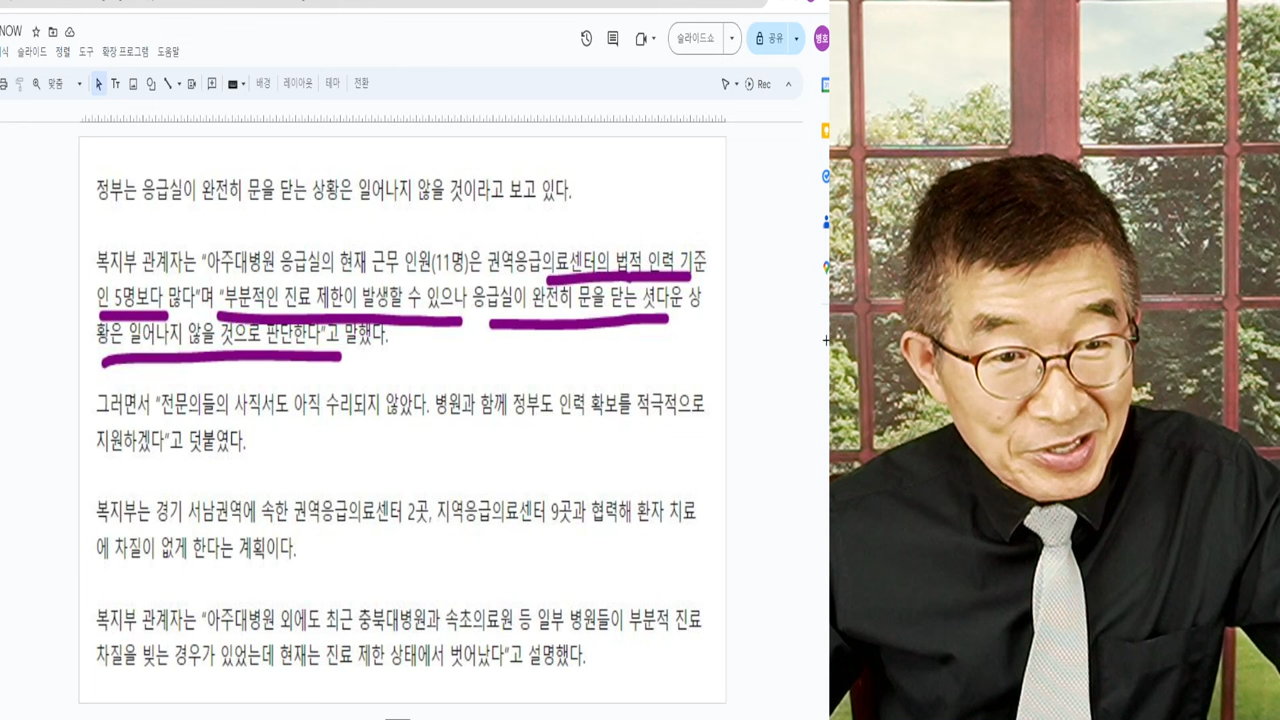 NOW
슬라이드 정렬 도구 확장 프로그램 도움말
슬라이드쇼
공유
병호
맞춤
Tт
배경 레이아웃 테마 전환
Rec
정부는 응급실이 완전히 문을 닫는 상황은 일어나지 않을 것이라고 보고 있다.
복지부 관계자는 “아주대병원 응급실의 현재 근무 인원(11명)은 권역응급의료센터의 법적 인력 기준
인 5명보다 많다”며 “부분적인 진료 제한이 발생할 수 있으나 응급실이 완전히 문을 닫는 셧다운 상
황은 일어나지 않을 것으로 판단한다”고 말했다.
그러면서 “전문의들의 사직서도 아직 수리되지 않았다. 병원과 함께 정부도 인력 확보를 적극적으로
지원하겠다”고 덧붙였다.
복지부는 경기 서남권역에 속한 권역응급의료센터 2곳, 지역응급의료센터 9곳과 협력해 환자 치료
에 차질이 없게 한다는 계획이다.
복지부 관계자는 “아주대병원 외에도 최근 충북대병원과 속초의료원 등 일부 병원들이 부분적 진료
차질을 빚는 경우가 있었는데 현재는 진료 제한 상태에서 벗어났다”고 설명했다.